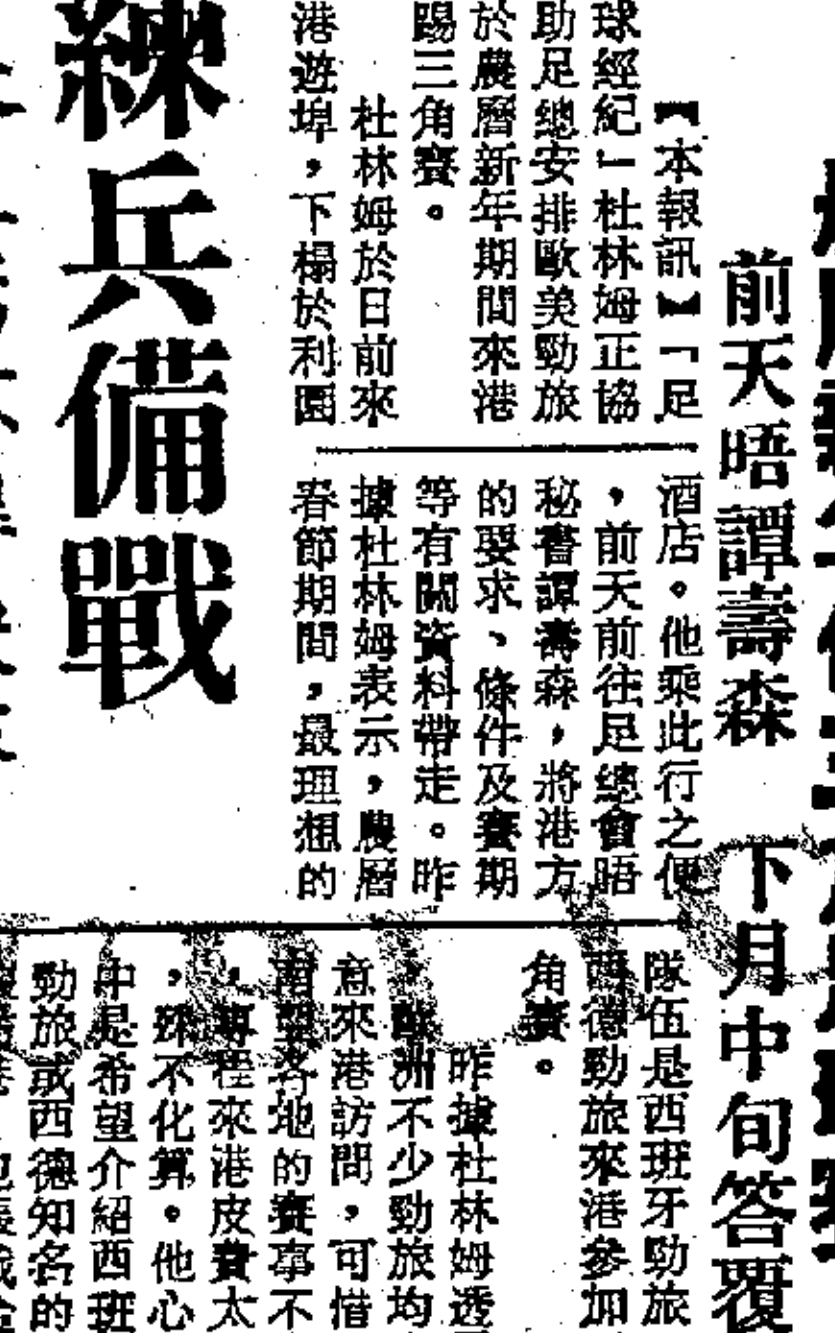 前天晤譚壽森　下月中旬答覆
【本報訊】「足
球經紀」杜林姆正協
助足總安排歐美勁旅
於農曆新年期間來港
踢三角賽。
杜林姆於日前來
港遊埠，下榻於利園
酒店。他乘此行之便
，前天前往足總會晤
秘書譚壽森，將港方
的要求、條件及賽期
等有關資料帶走。昨
據杜林姆表示，農曆
春節期間，最理想的
隊伍是西班牙勁旅
西德勁旅來港參加
角賽。
昨據杜林姆透
，歐洲不少勁旅均
意來港訪問，可惜
南亞各地的賽事不
，專程來港皮費太
，殊不化算。他心
中是希望介紹西班
勁旅或西德知名的
練兵備戰